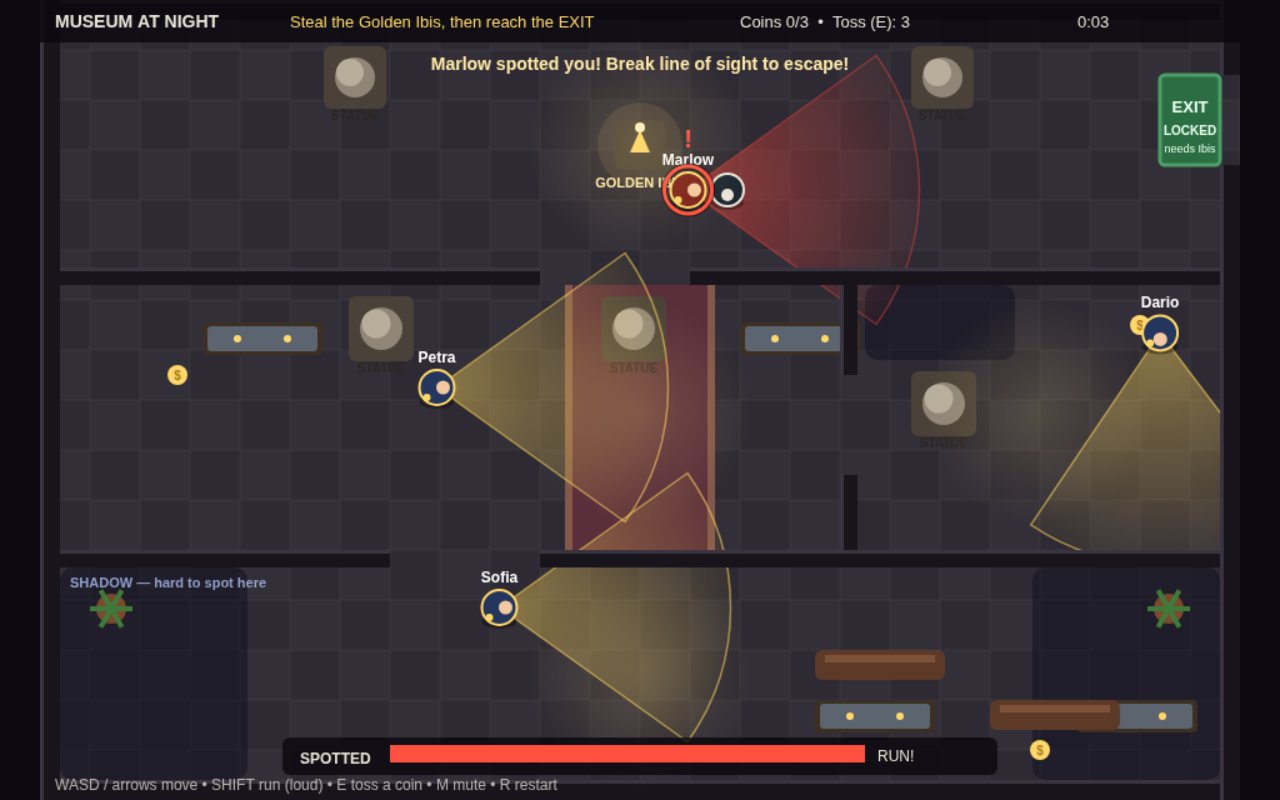 MUSEUM AT NIGHT
Steal the Golden Ibis, then reach the EXIT
Coins 0/3 • Toss (E): 3
0:03
Marlow spotted you! Break line of sight to escape!
EXIT
LOCKED
needs Ibis
STATUE
STATUE
!
Marlow
GOLDEN
Dario
$
Petra
STATUE
STATUE
$
STATUE
Sofia
SHADOW — hard to spot here
$
SPOTTED
RUN!
WASD / arrows move • SHIFT run (loud) • E toss a coin • M mute • R restart